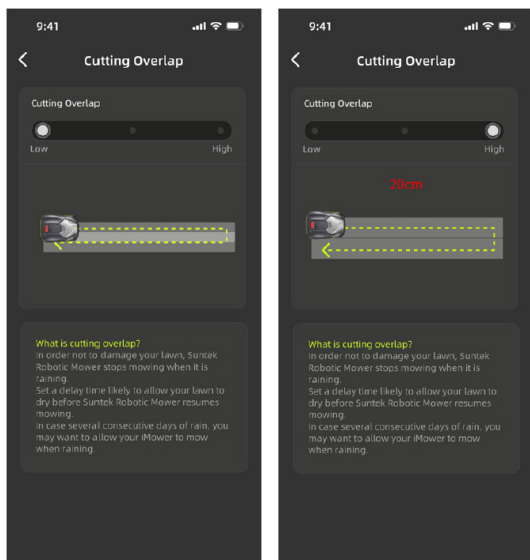 9:41
Cutting Overlap
Cutting Overlap
Low High
What is cutting overlap?
In order not to damage your lawn, Suntek
Robotic Mower stops mowing when it is
raining.
Set a delay time likely to allow your lawn to
dry before Suntek Robotic Mower resumes
mowing.
In case several consecutive days of rain, you
may want to allow your iMower to mow
when raining.
9:41
Cutting Overlap
Cutting Overlap
Low High
20cm
What is cutting overlap?
In order not to damage your lawn, Suntek
Robotic Mower stops mowing when it is
raining.
Set a delay time likely to allow your lawn to
dry before Suntek Robotic Mower resumes
mowing.
In case several consecutive days of rain, you
may want to allow your iMower to mow
when raining.